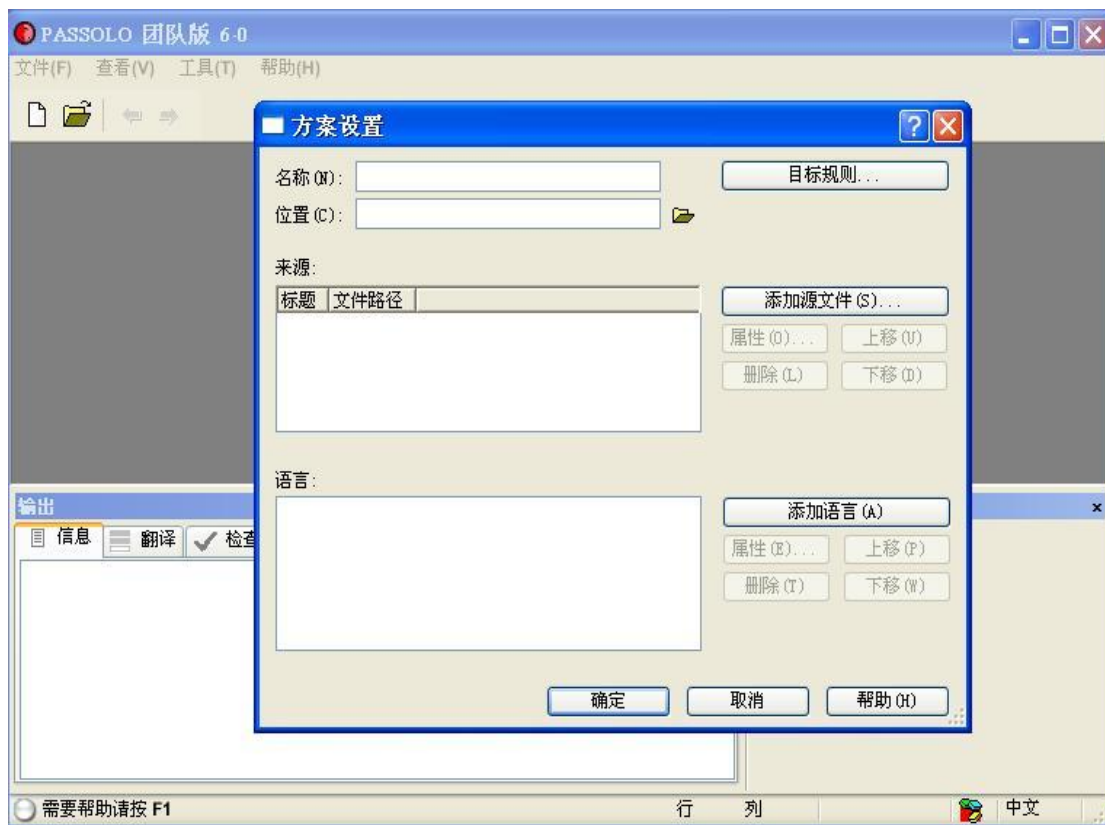 PASSOLO 团队版 6-0
文件(F) 查看(V) 工具(T) 帮助(H)
方案设置
名称(N): 目标规则...
位置(C):
来源:
标题 文件路径 添加源文件(S)...
属性(O)... 上移(U)
删除(L) 下移(D)
语言:
添加语言(A)
属性(E)... 上移(P)
删除(T) 下移(W)
确定 取消 帮助(H)
输出
信息 翻译 检查
需要帮助请按 F1 行 列 中文